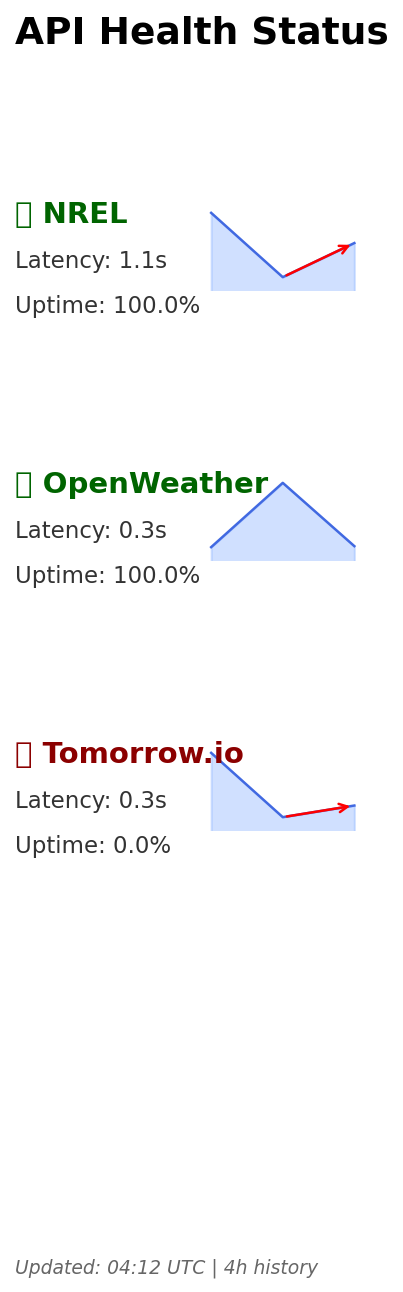 API Health Status
NREL
Latency: 1.1s
Uptime: 100.0%
OpenWeather
Latency: 0.3s
Uptime: 100.0%
Tomorrow.io
Latency: 0.3s
Uptime: 0.0%
Updated: 04:12 UTC | 4h history